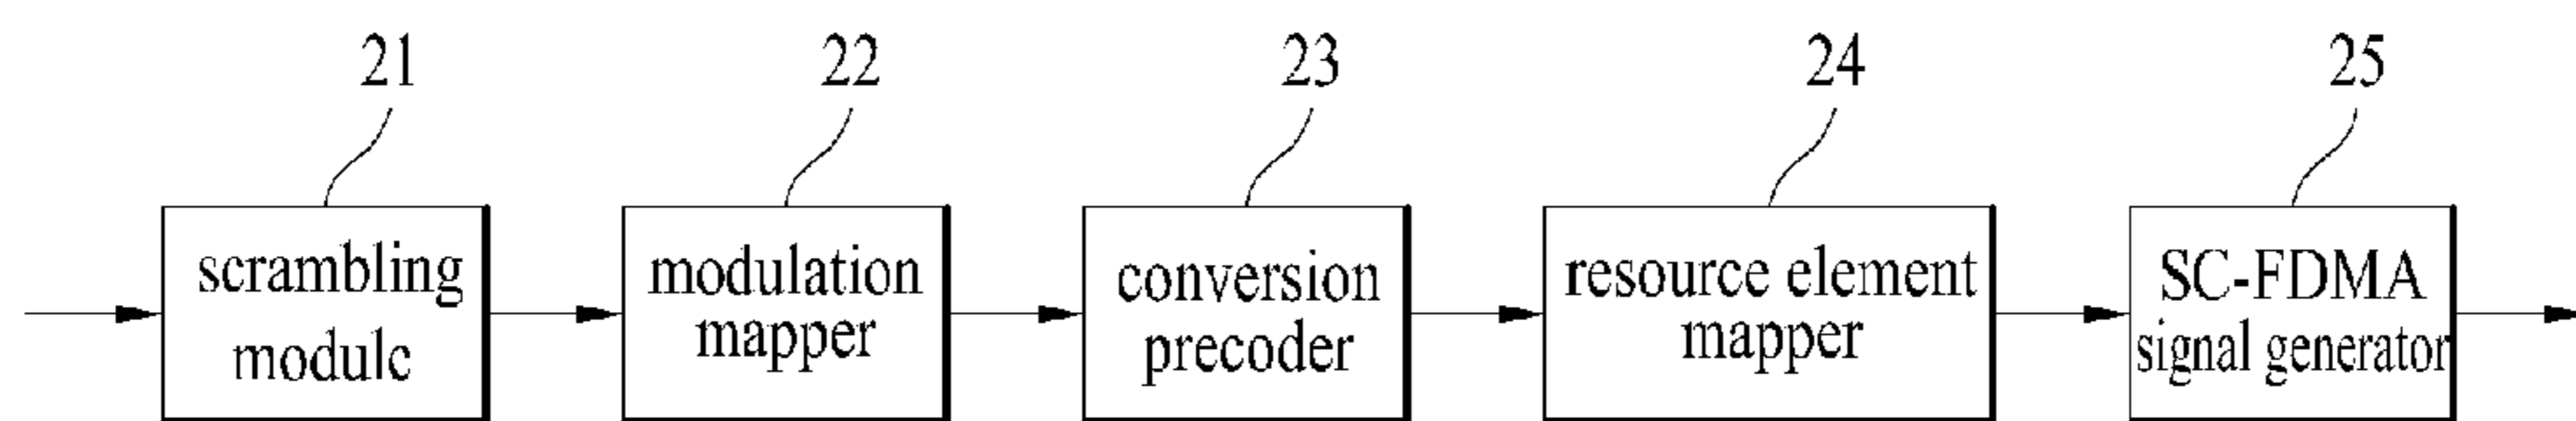 21
22
23
24
25
scrambling
module
modulation
mapper
conversion
precoder
resource element
mapper
SC-FDMA
signal generator